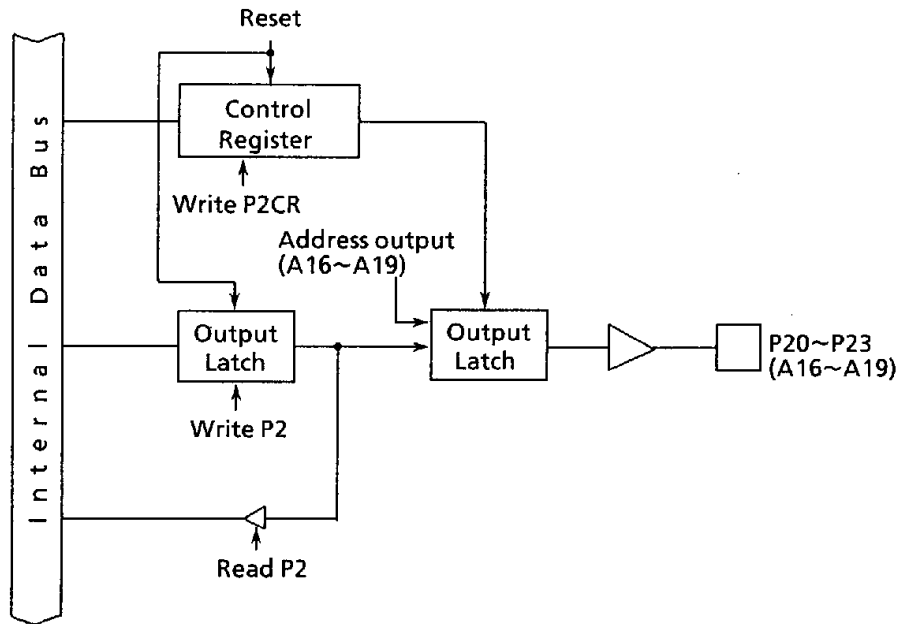 Reset
Control
Register
Write P2CR
Address output
(A16~A19)
Internal Data Bus
Output
Latch
Output
Latch
P20~P23
(A16~A19)
Write P2
Read P2